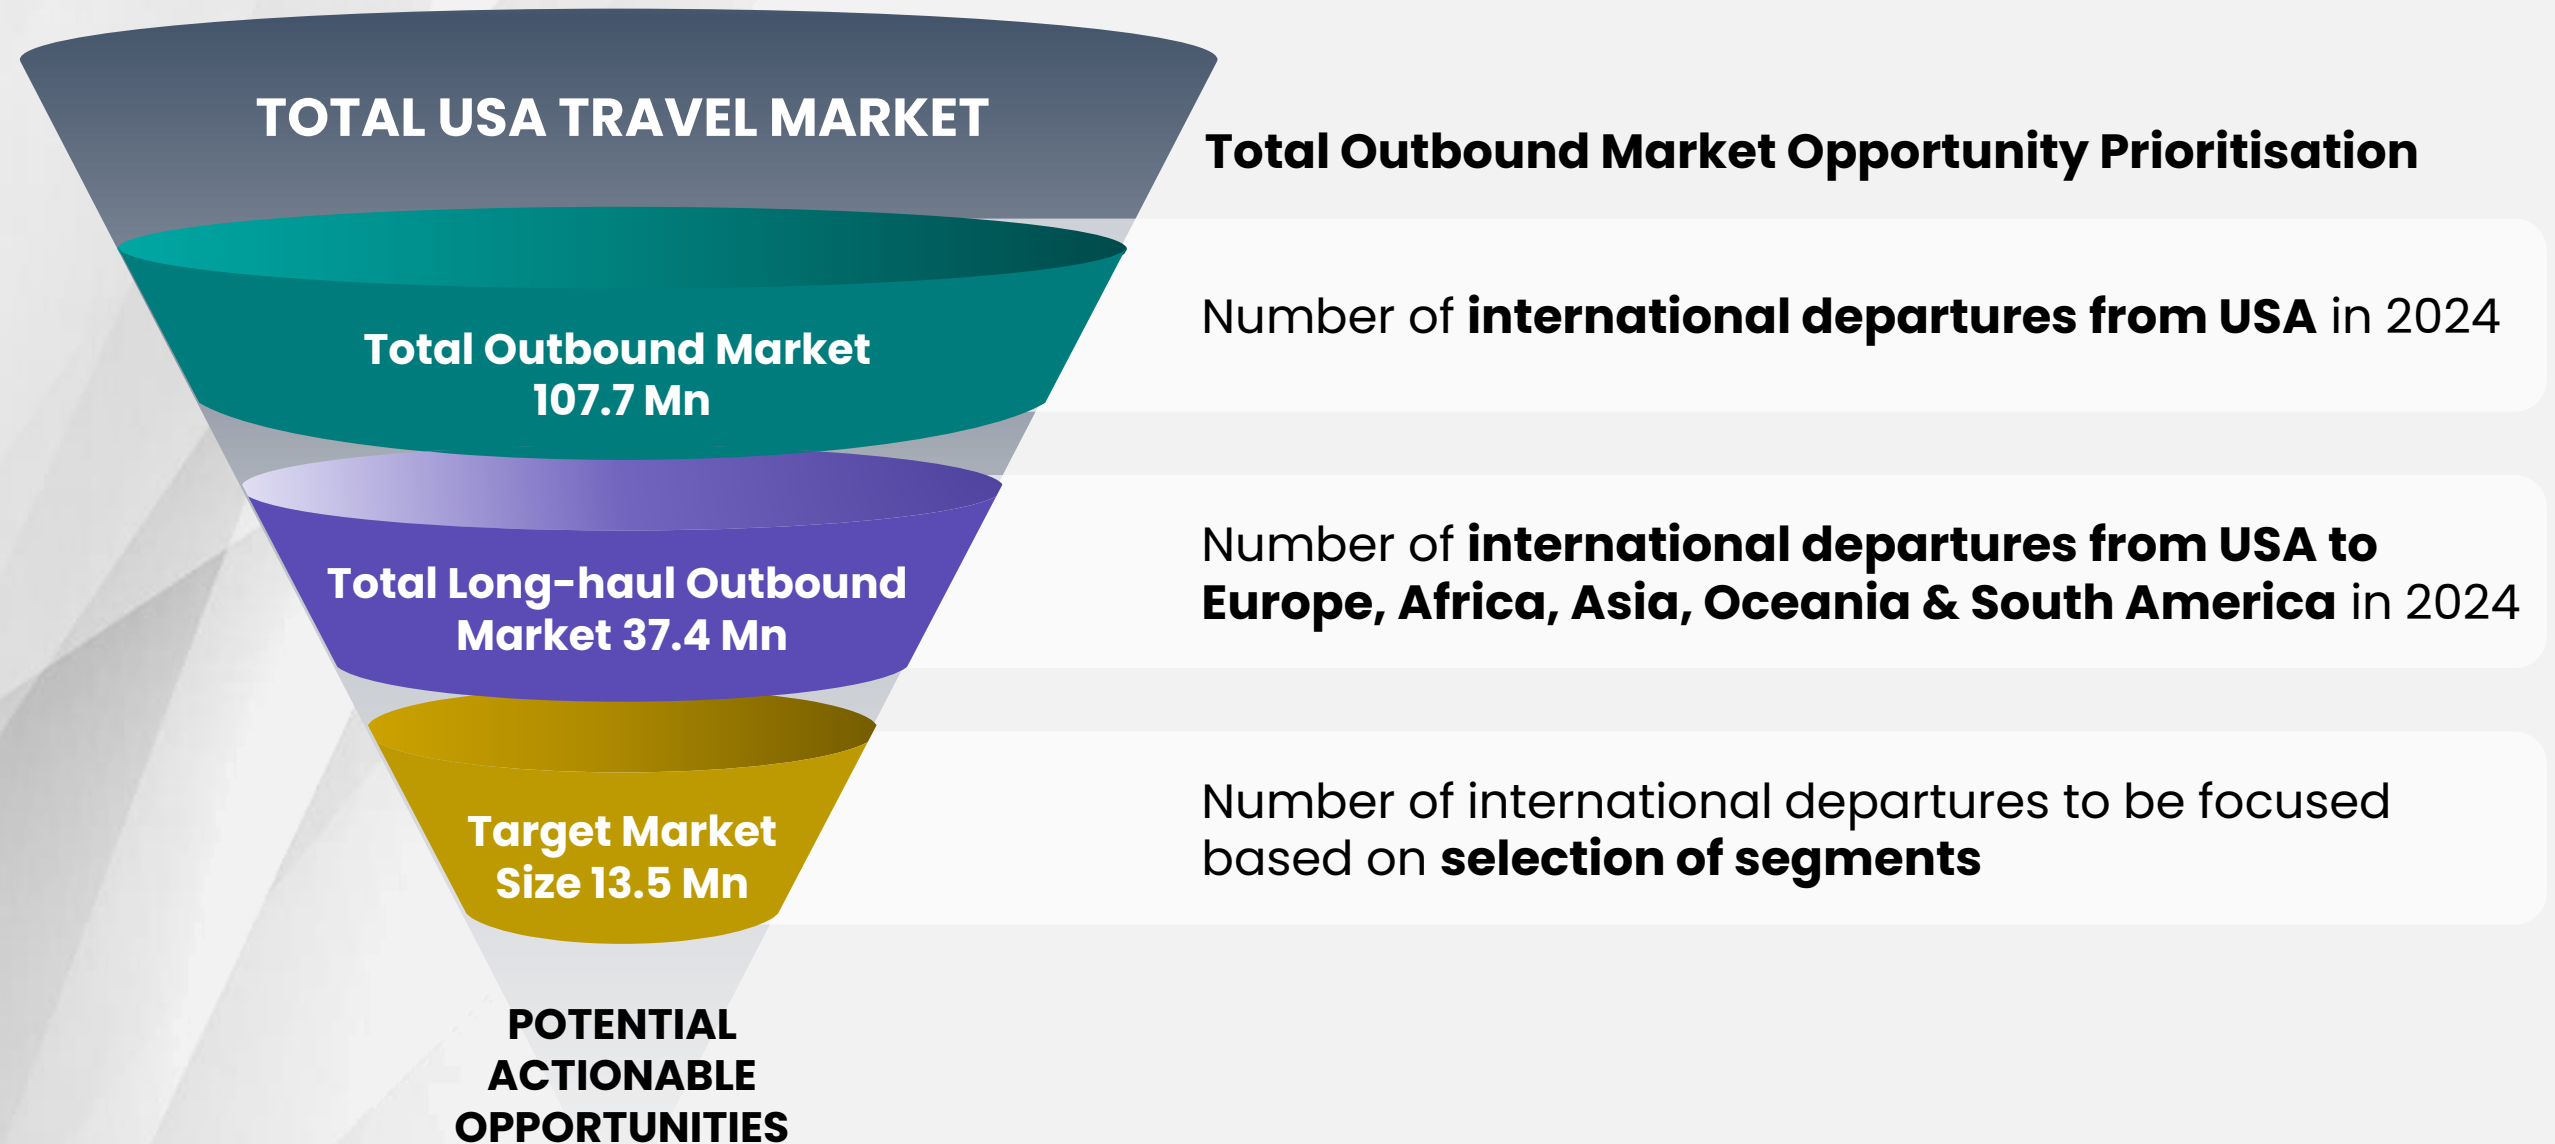 TOTAL USA TRAVEL MARKET
Total Outbound Market Opportunity Prioritisation
Total Outbound Market
107.7 Mn
Number of international departures from USA in 2024
Total Long-haul Outbound
Market 37.4 Mn
Number of international departures from USA to
Europe, Africa, Asia, Oceania & South America in 2024
Target Market
Size 13.5 Mn
Number of international departures to be focused
based on selection of segments
POTENTIAL
ACTIONABLE
OPPORTUNITIES